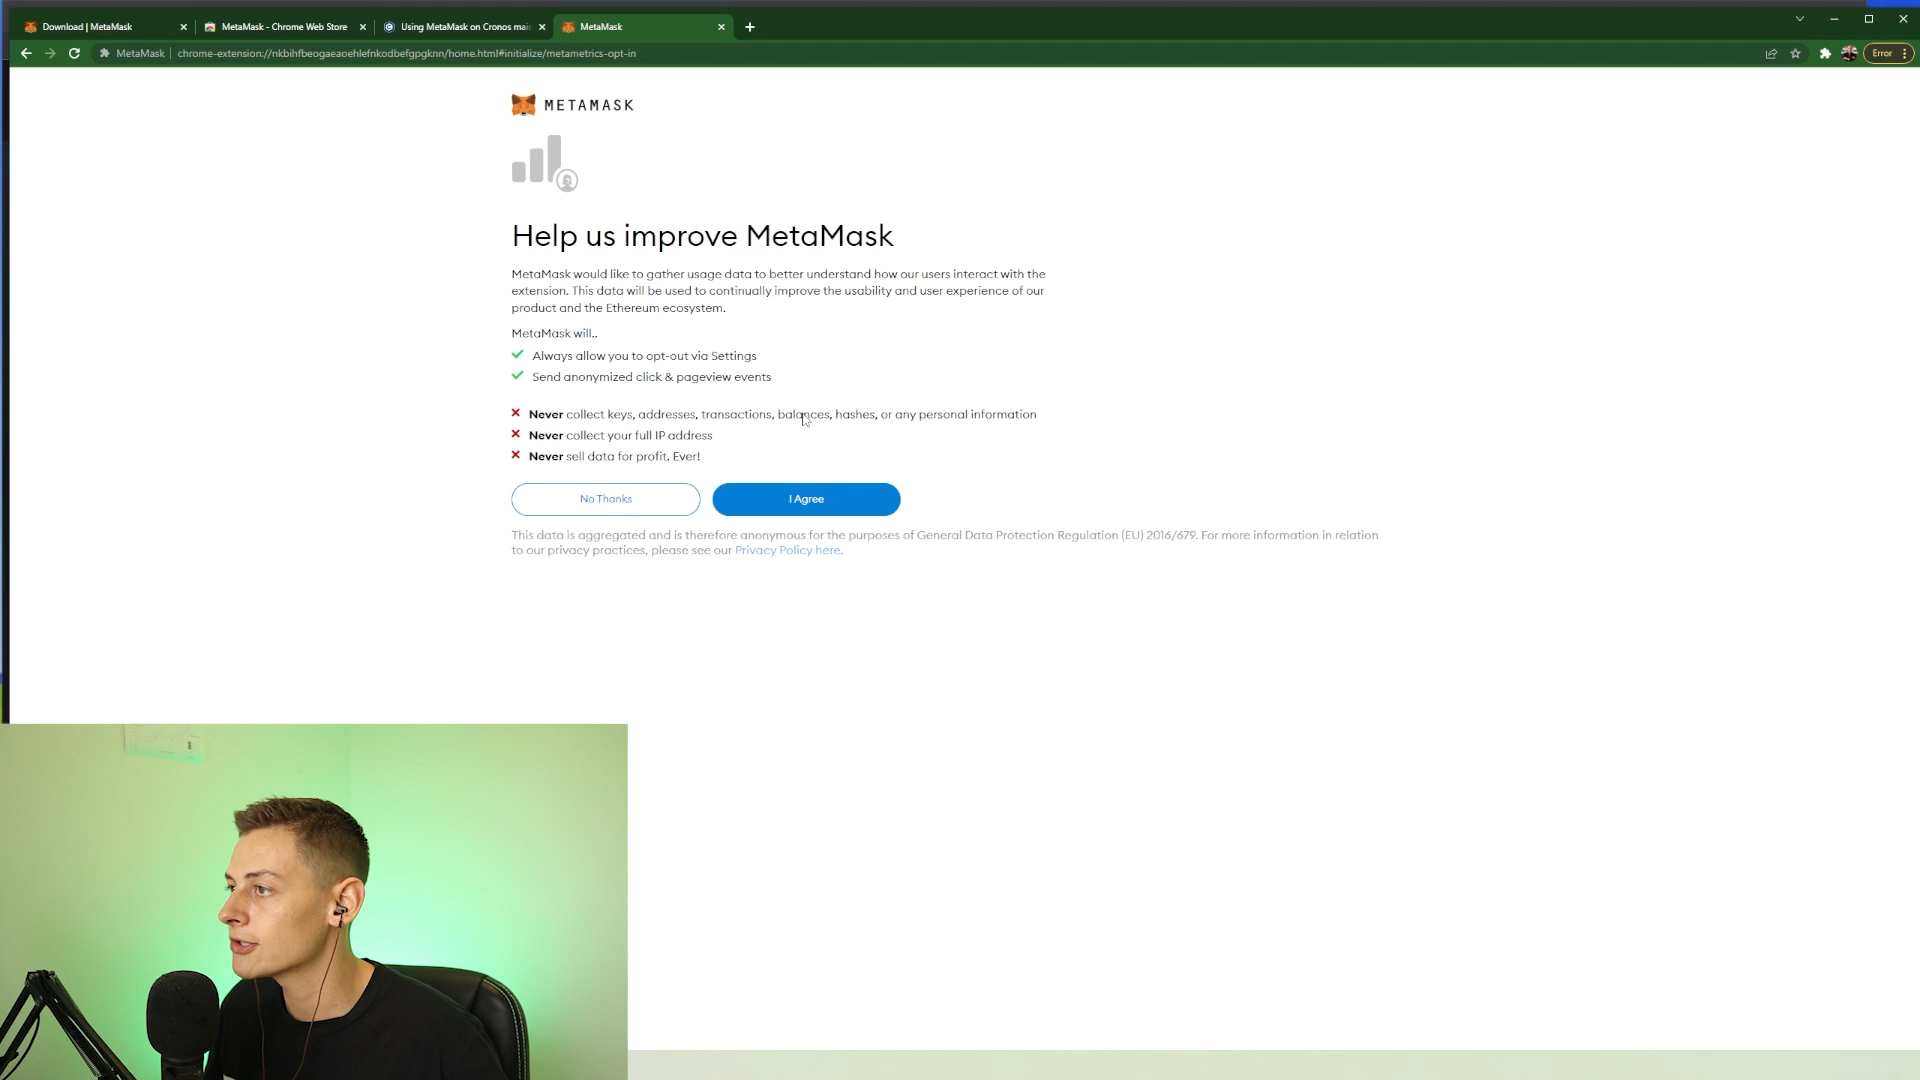 Download | MetaMask
MetaMask - Chrome Web Store
Using MetaMask on Cronos mai
MetaMask
MetaMask
chrome-extension://nkbihfbeogaeaoehlefnkodbefgpgknn/home.html#initialize/metametrics-opt-in
Error
METAMASK
Help us improve MetaMask
MetaMask would like to gather usage data to better understand how our users interact with the
extension. This data will be used to continually improve the usability and user experience of our
product and the Ethereum ecosystem.
MetaMask will..
Always allow you to opt-out via Settings
Send anonymized click & pageview events
Never collect keys, addresses, transactions, balances, hashes, or any personal information
Never collect your full IP address
Never sell data for profit. Ever!
No Thanks
I Agree
This data is aggregated and is therefore anonymous for the purposes of General Data Protection Regulation (EU) 2016/679. For more information in relation
to our privacy practices, please see our Privacy Policy here.